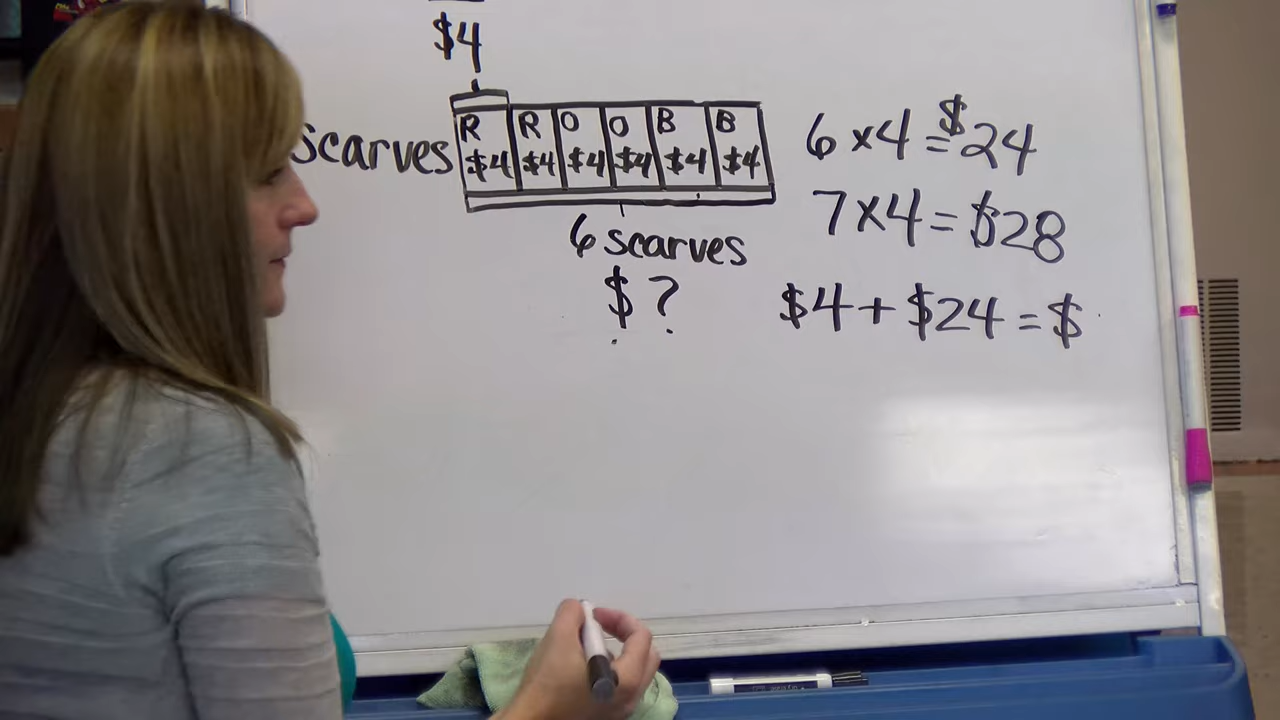 $4
scarves
R R O O B B
$4 $4 $4 $4 $4 $4
6 scarves
$ ?
6 x 4 = $24
7 x 4 = $28
$4 + $24 = $